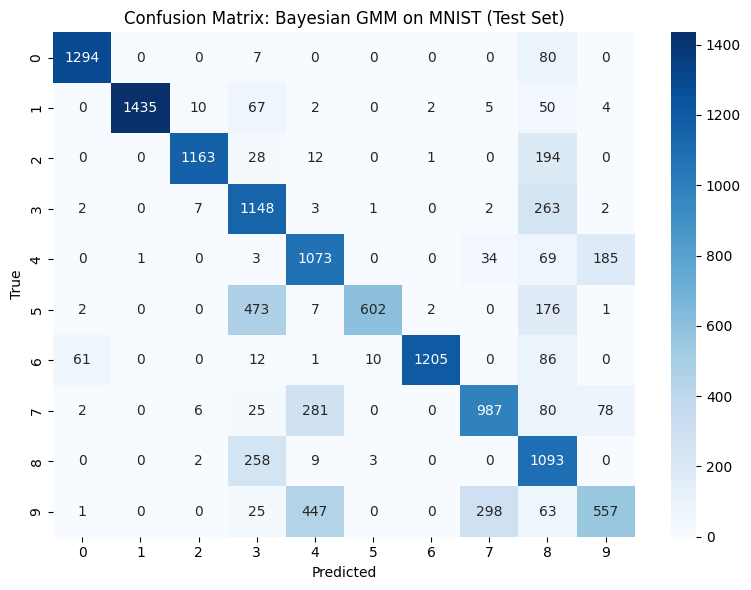 Confusion Matrix: Bayesian GMM on MNIST (Test Set)
0 1294 0 0 7 0 0 0 0 80 0
1 0 1435 10 67 2 0 2 5 50 4
2 0 0 1163 28 12 0 1 0 194 0
3 2 0 7 1148 3 1 0 2 263 2
4 0 1 0 3 1073 0 0 34 69 185
5 2 0 0 473 7 602 2 0 176 1
6 61 0 0 12 1 10 1205 0 86 0
7 2 0 6 25 281 0 0 987 80 78
8 0 0 2 258 9 3 0 0 1093 0
9 1 0 0 25 447 0 0 298 63 557
0 1 2 3 4 5 6 7 8 9
Predicted
True
1400
1200
1000
800
600
400
200
0